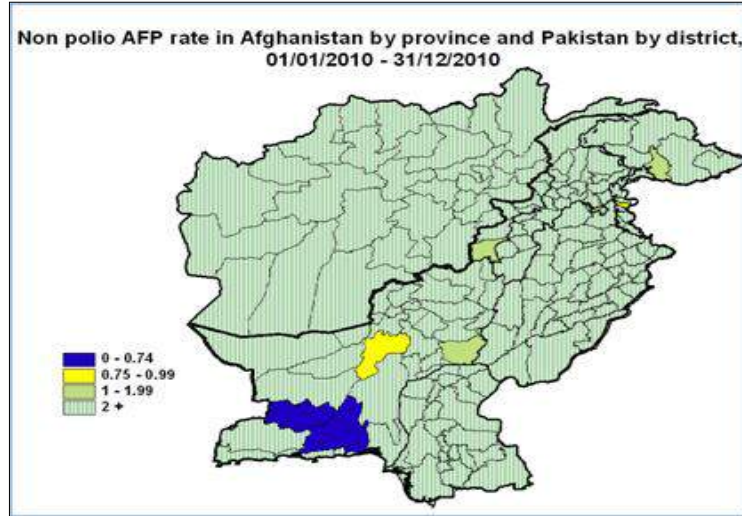 Non polio AFP rate in Afghanistan by province and Pakistan by district,
01/01/2010 - 31/12/2010
0 - 0.74
0.75 - 0.99
1 - 1.99
2 +